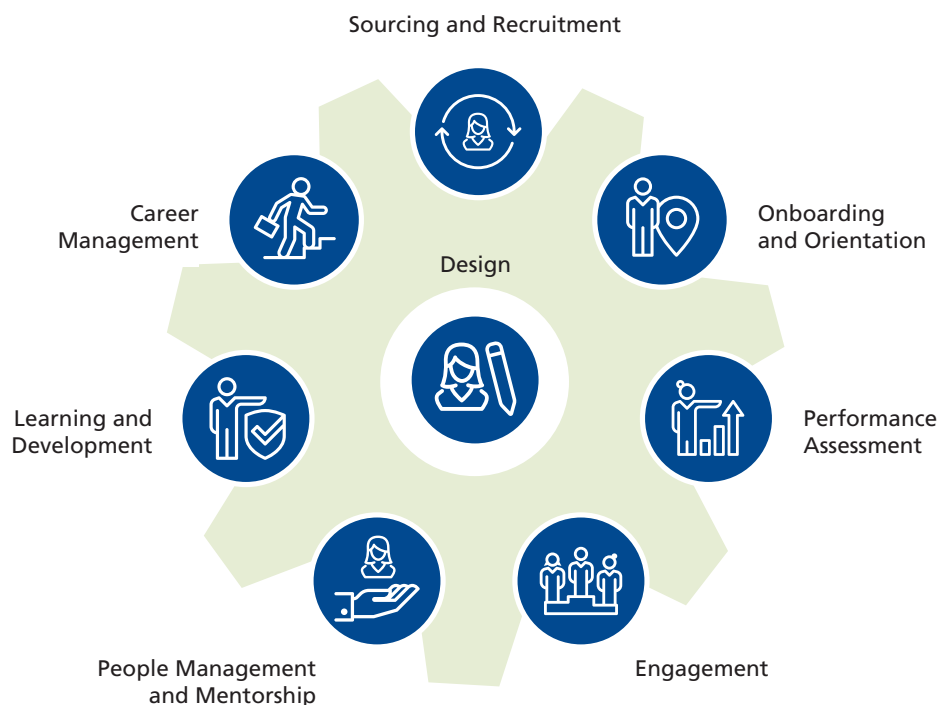 Sourcing and Recruitment
Career
Management
Onboarding
and Orientation
Design
Learning and
Development
Performance
Assessment
People Management
and Mentorship
Engagement